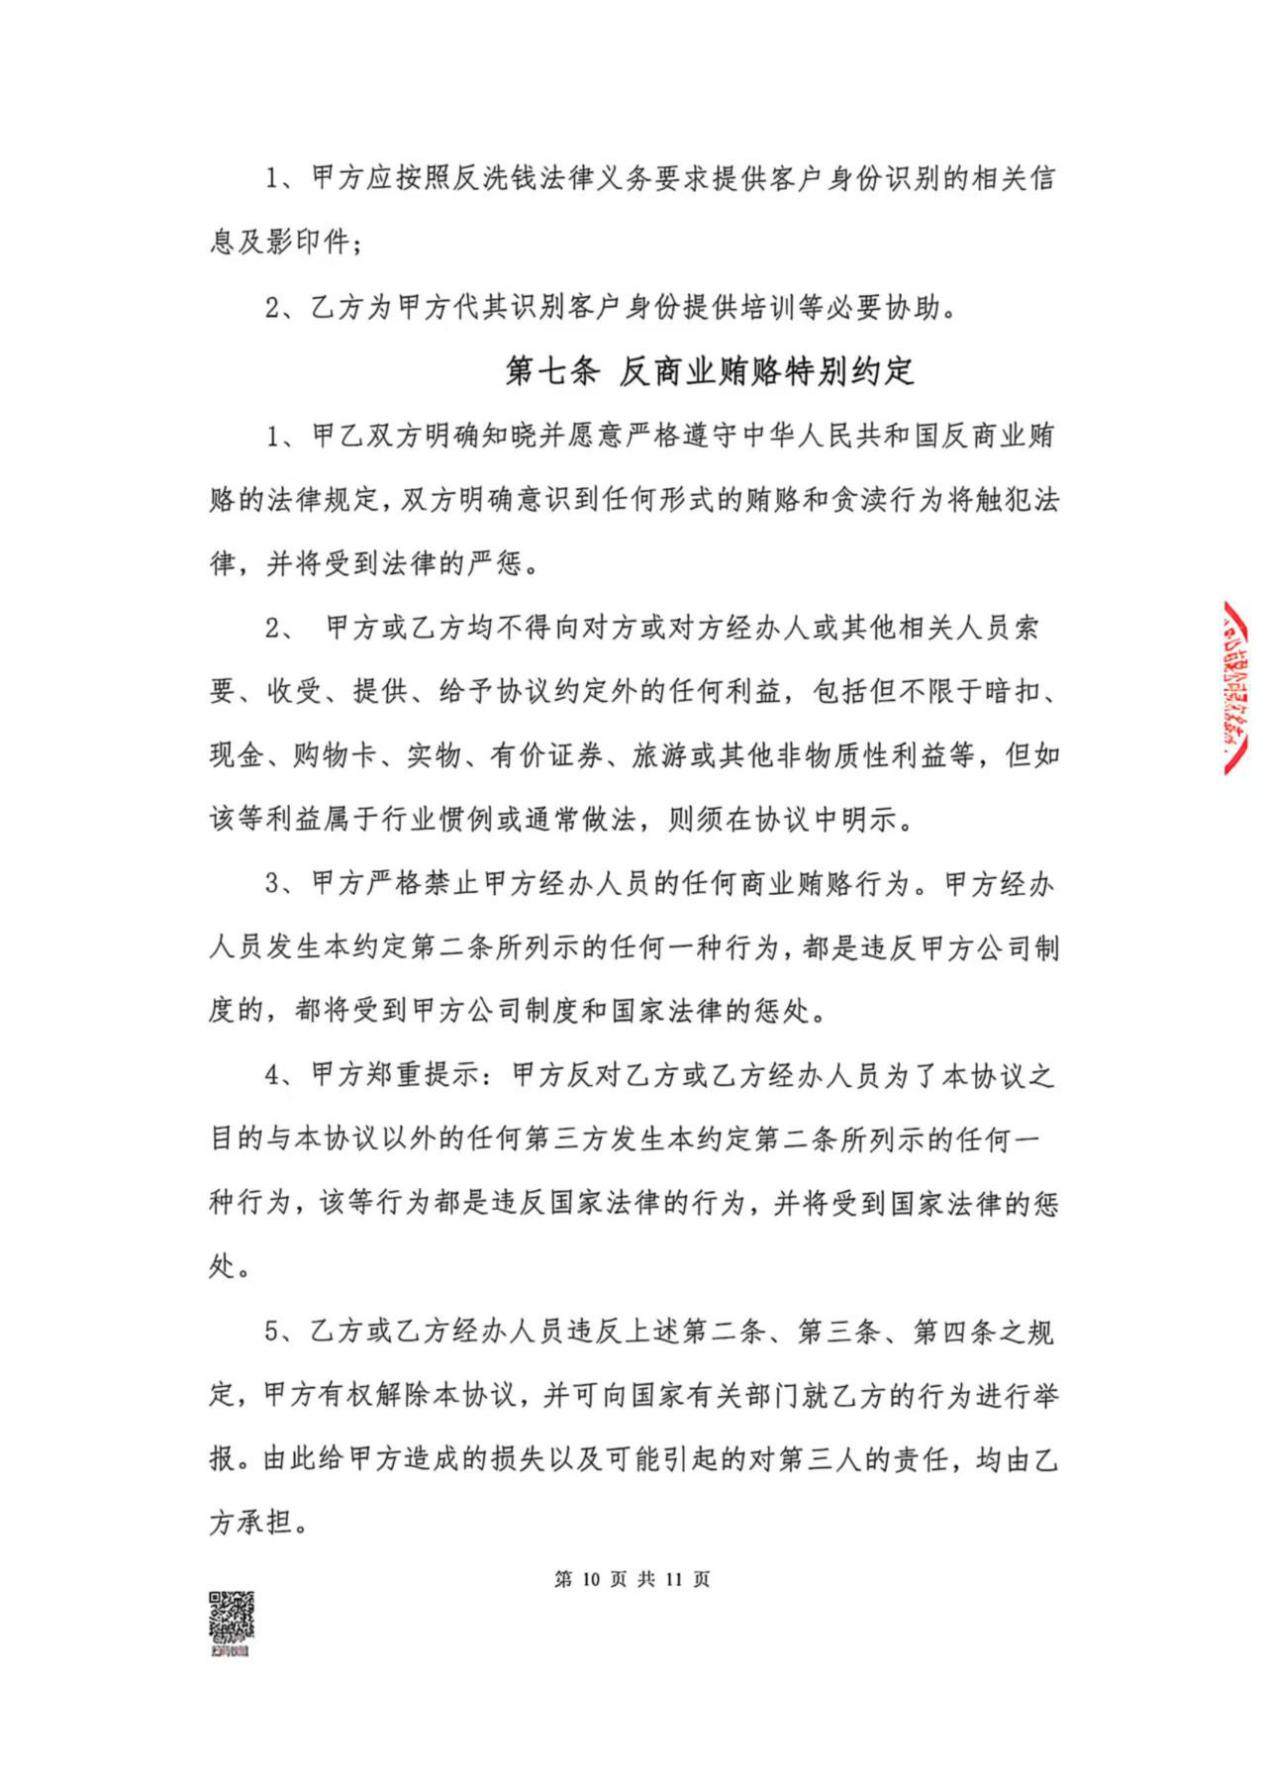 1、甲方应按照反洗钱法律义务要求提供客户身份识别的相关信
息及影印件；
2、乙方为甲方代其识别客户身份提供培训等必要协助。
第七条 反商业贿赂特别约定
1、甲乙双方明确知晓并愿意严格遵守中华人民共和国反商业贿
赂的法律规定，双方明确意识到任何形式的贿赂和贪渎行为将触犯法
律，并将受到法律的严惩。
2、 甲方或乙方均不得向对方或对方经办人或其他相关人员索
要、收受、提供、给予协议约定外的任何利益，包括但不限于暗扣、
现金、购物卡、实物、有价证券、旅游或其他非物质性利益等，但如
该等利益属于行业惯例或通常做法，则须在协议中明示。
3、甲方严格禁止甲方经办人员的任何商业贿赂行为。甲方经办
人员发生本约定第二条所列示的任何一种行为，都是违反甲方公司制
度的，都将受到甲方公司制度和国家法律的惩处。
4、甲方郑重提示：甲方反对乙方或乙方经办人员为了本协议之
目的与本协议以外的任何第三方发生本约定第二条所列示的任何一
种行为，该等行为都是违反国家法律的行为，并将受到国家法律的惩
处。
5、乙方或乙方经办人员违反上述第二条、第三条、第四条之规
定，甲方有权解除本协议，并可向国家有关部门就乙方的行为进行举
报。由此给甲方造成的损失以及可能引起的对第三人的责任，均由乙
方承担。
第 10 页 共 11 页